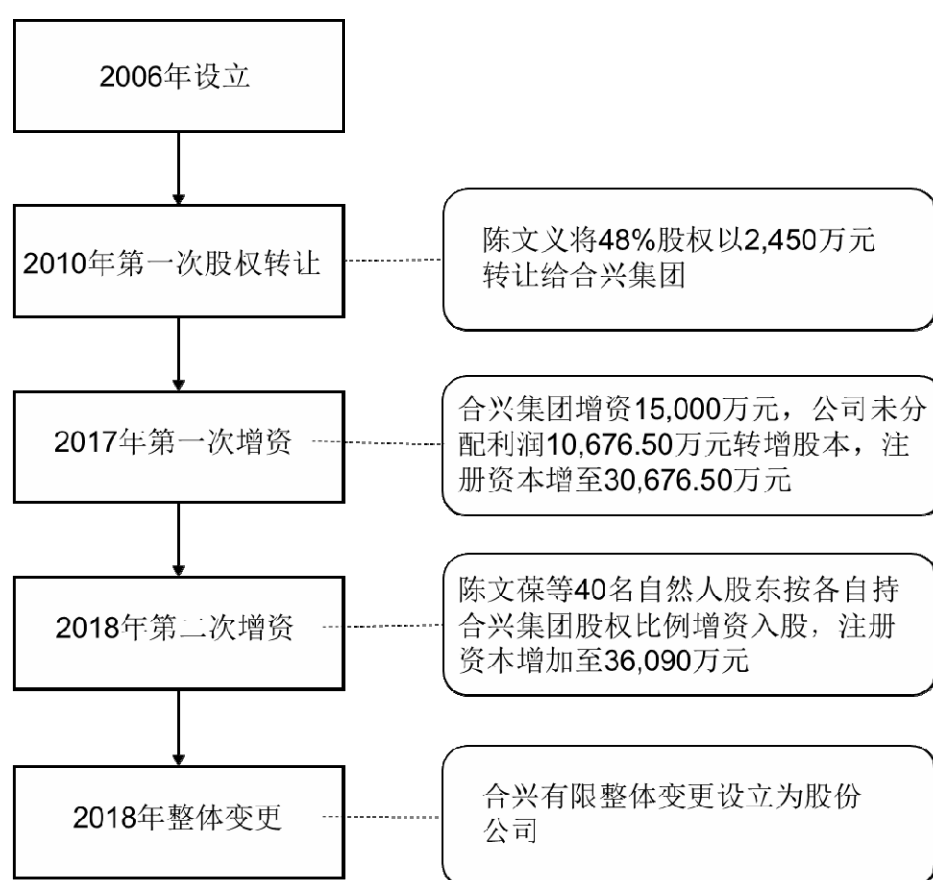 2006年设立
2010年第一次股权转让
陈文义将48%股权以2,450万元
转让给合兴集团
2017年第一次增资
合兴集团增资15,000万元，公司未分
配利润10,676.50万元转增股本，注
册资本增至30,676.50万元
2018年第二次增资
陈文葆等40名自然人股东按各自持
合兴集团股权比例增资入股，注册
资本增加至36,090万元
2018年整体变更
合兴有限整体变更设立为股份
公司